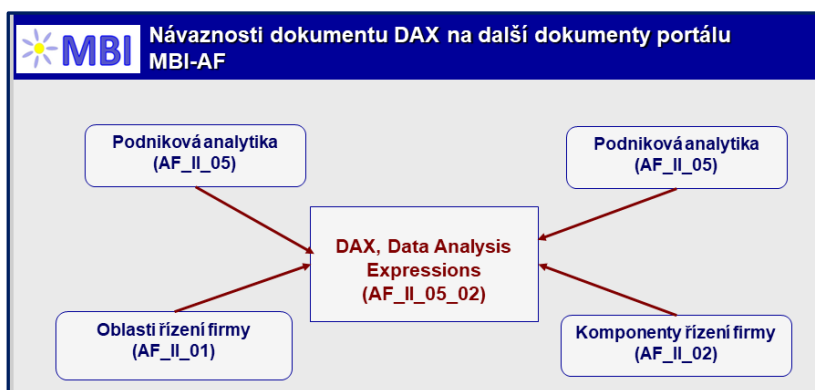 MBI
Návaznosti dokumentu DAX na další dokumenty portálu
MBI-AF
Podniková analytika
(AF_II_05)
Podniková analytika
(AF_II_05)
DAX, Data Analysis
Expressions
(AF_II_05_02)
Oblasti řízení firmy
(AF_II_01)
Komponenty řízení firmy
(AF_II_02)